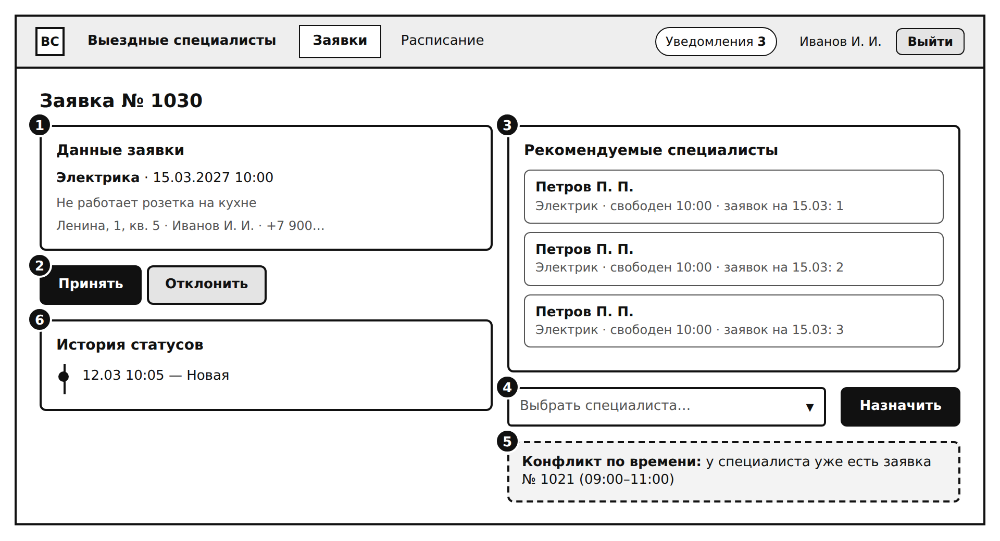 ВС
Выездные специалисты
Заявки
Расписание
Уведомления 3
Иванов И. И.
Выйти
Заявка № 1030
1
Данные заявки
Электрика · 15.03.2027 10:00
Не работает розетка на кухне
Ленина, 1, кв. 5 · Иванов И. И. · +7 900…
2
Принять
Отклонить
6
История статусов
12.03 10:05 — Новая
3
Рекомендуемые специалисты
Петров П. П.
Электрик · свободен 10:00 · заявок на 15.03: 1
Петров П. П.
Электрик · свободен 10:00 · заявок на 15.03: 2
Петров П. П.
Электрик · свободен 10:00 · заявок на 15.03: 3
4
Выбрать специалиста…
▼
Назначить
5
Конфликт по времени: у специалиста уже есть заявка
№ 1021 (09:00–11:00)